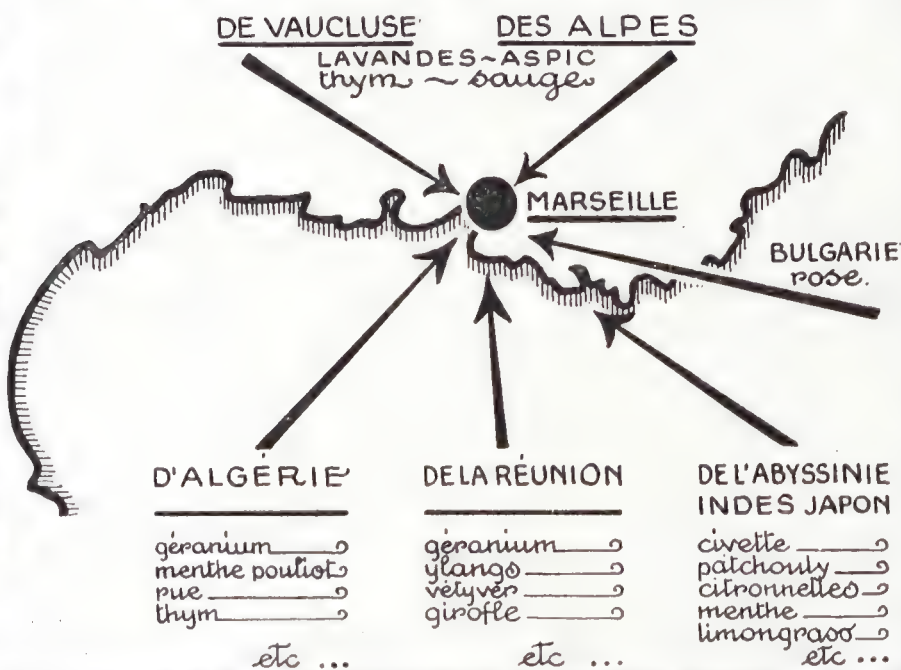 DE VAUCLUSE DES ALPES
LAVANDES~ASPIC
thym ~ sauge
MARSEILLE
BULGARIE
rose.
D'ALGÉRIE
géranium
menthe pouliot
rue
thym
etc ...
DE LA RÉUNION
géranium
ylangs
vétyver
girofle
etc ...
DE L'ABYSSINIE
INDES JAPON
civette
patchouly
citronnelles
menthe
limongrass
etc ...